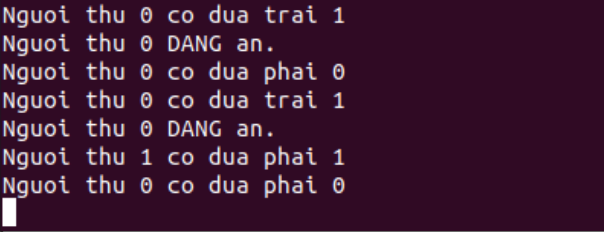 Nguoi thu 0 co dua trai 1
Nguoi thu 0 DANG an.
Nguoi thu 0 co dua phai 0
Nguoi thu 0 co dua trai 1
Nguoi thu 0 DANG an.
Nguoi thu 1 co dua phai 1
Nguoi thu 0 co dua phai 0